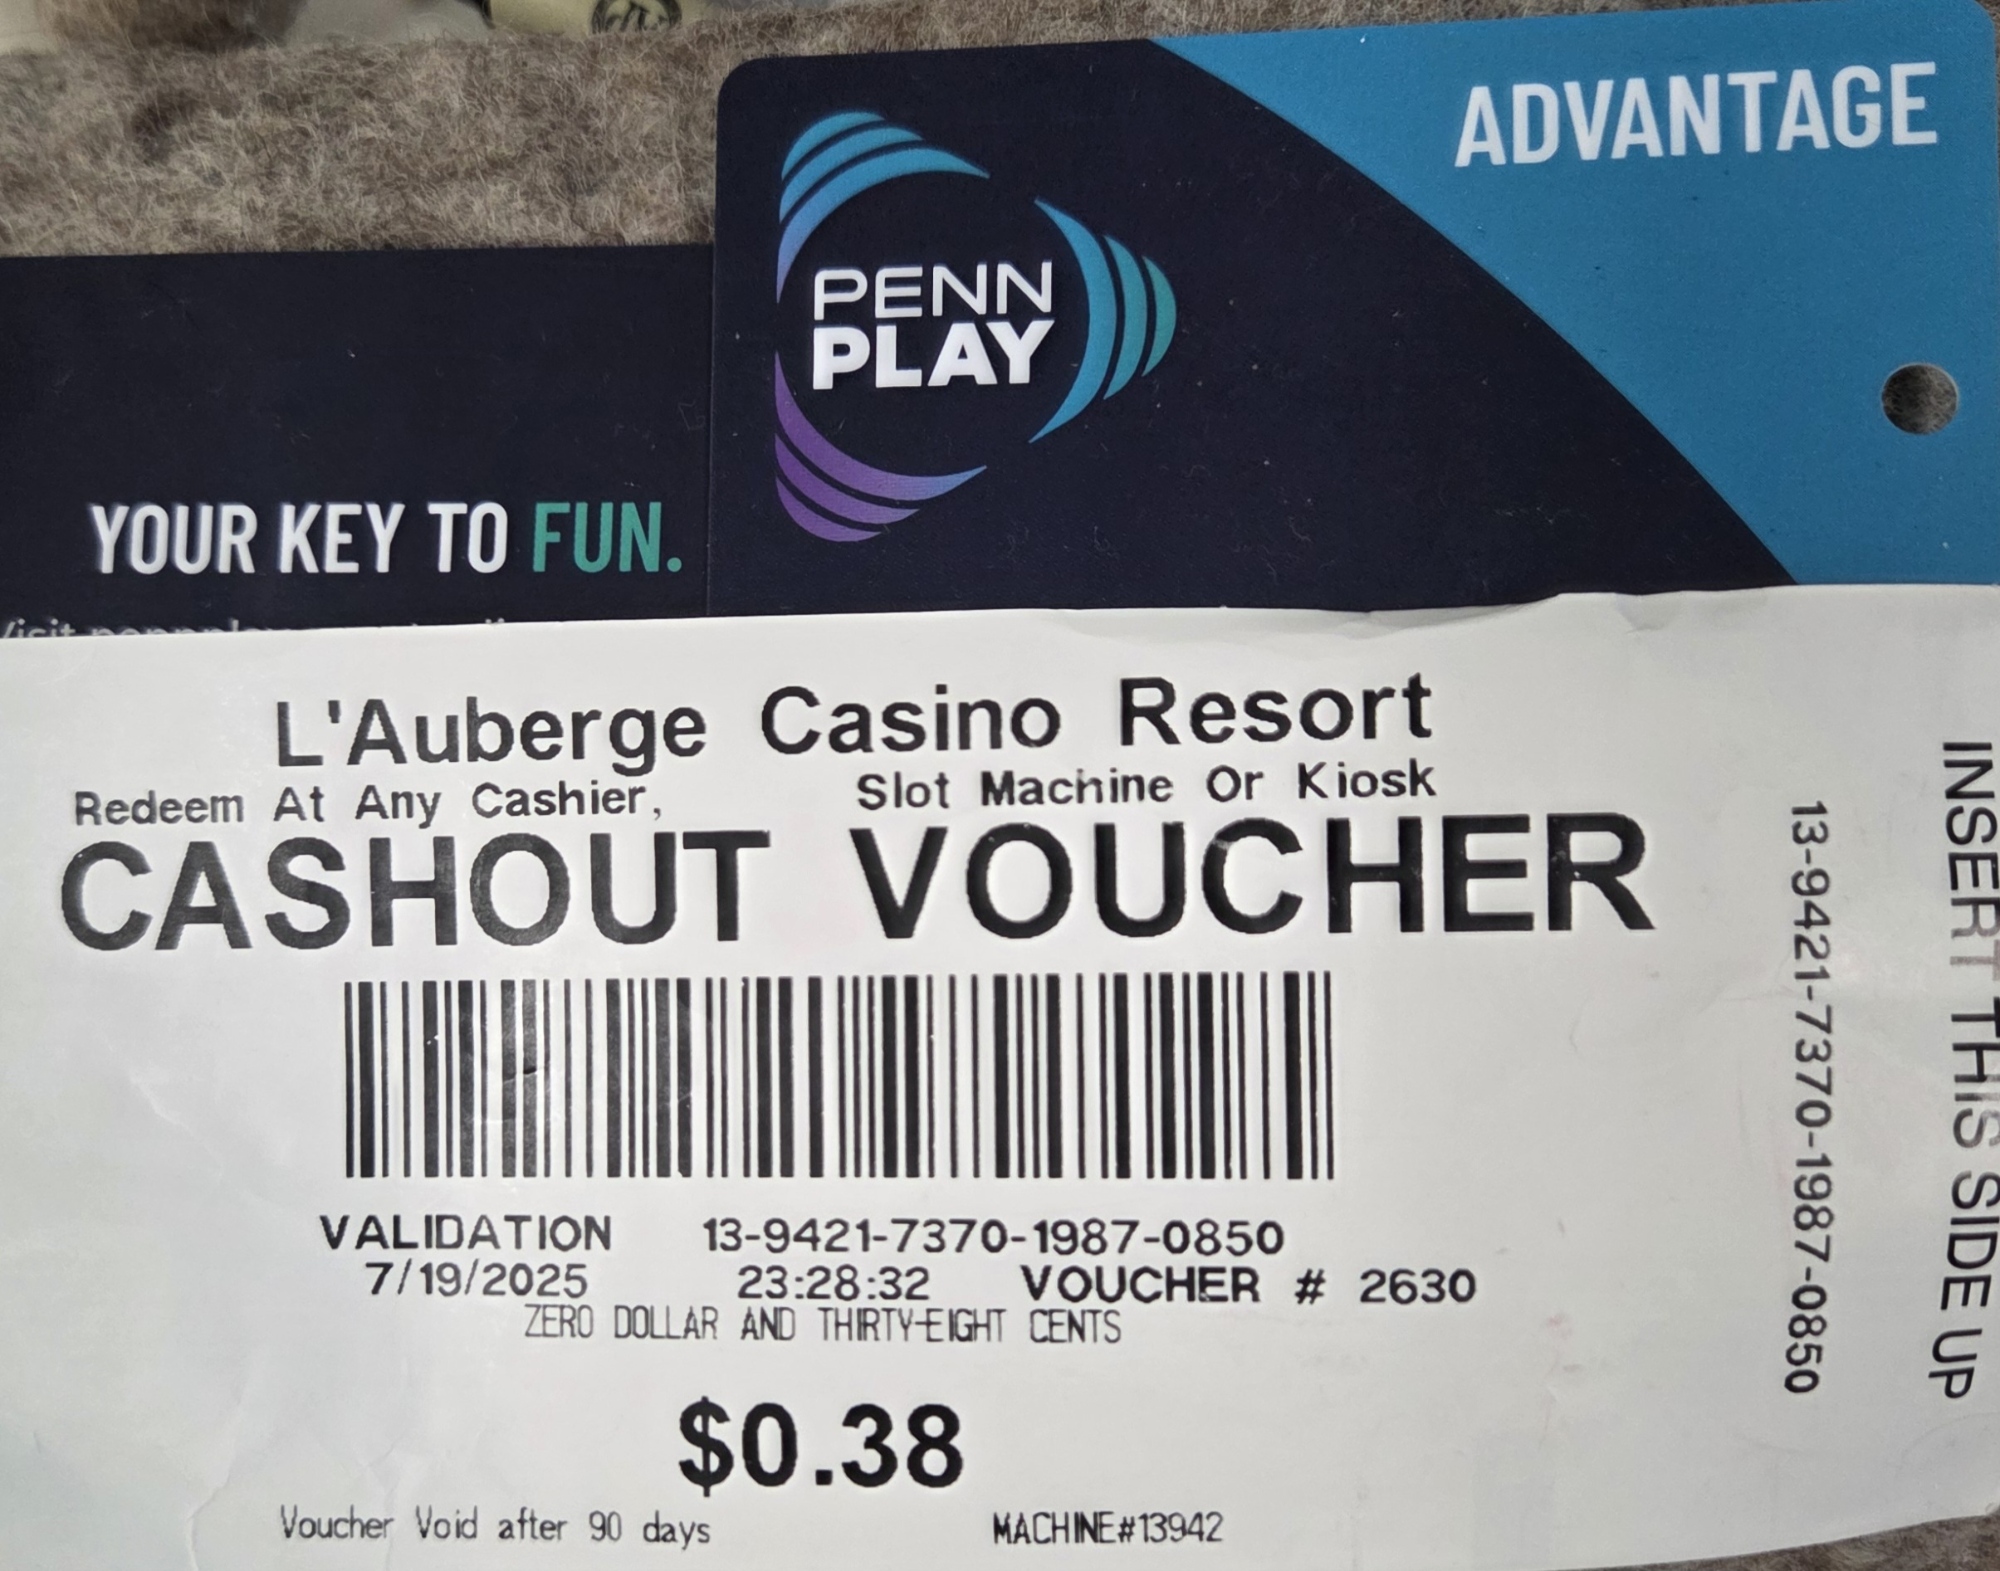 ADVANTAGE
PENN
PLAY
YOUR KEY TO FUN.
L'Auberge Casino Resort
Redeem At Any Cashier, Slot Machine Or Kiosk
CASHOUT VOUCHER
VALIDATION 13-9421-7370-1987-0850
7/19/2025 23:28:32 VOUCHER # 2630
ZERO DOLLAR AND THIRTY-EIGHT CENTS
$0.38
Voucher Void after 90 days MACHINE#13942
13-9421-7370-1987-0850
INSERT THIS SIDE UP